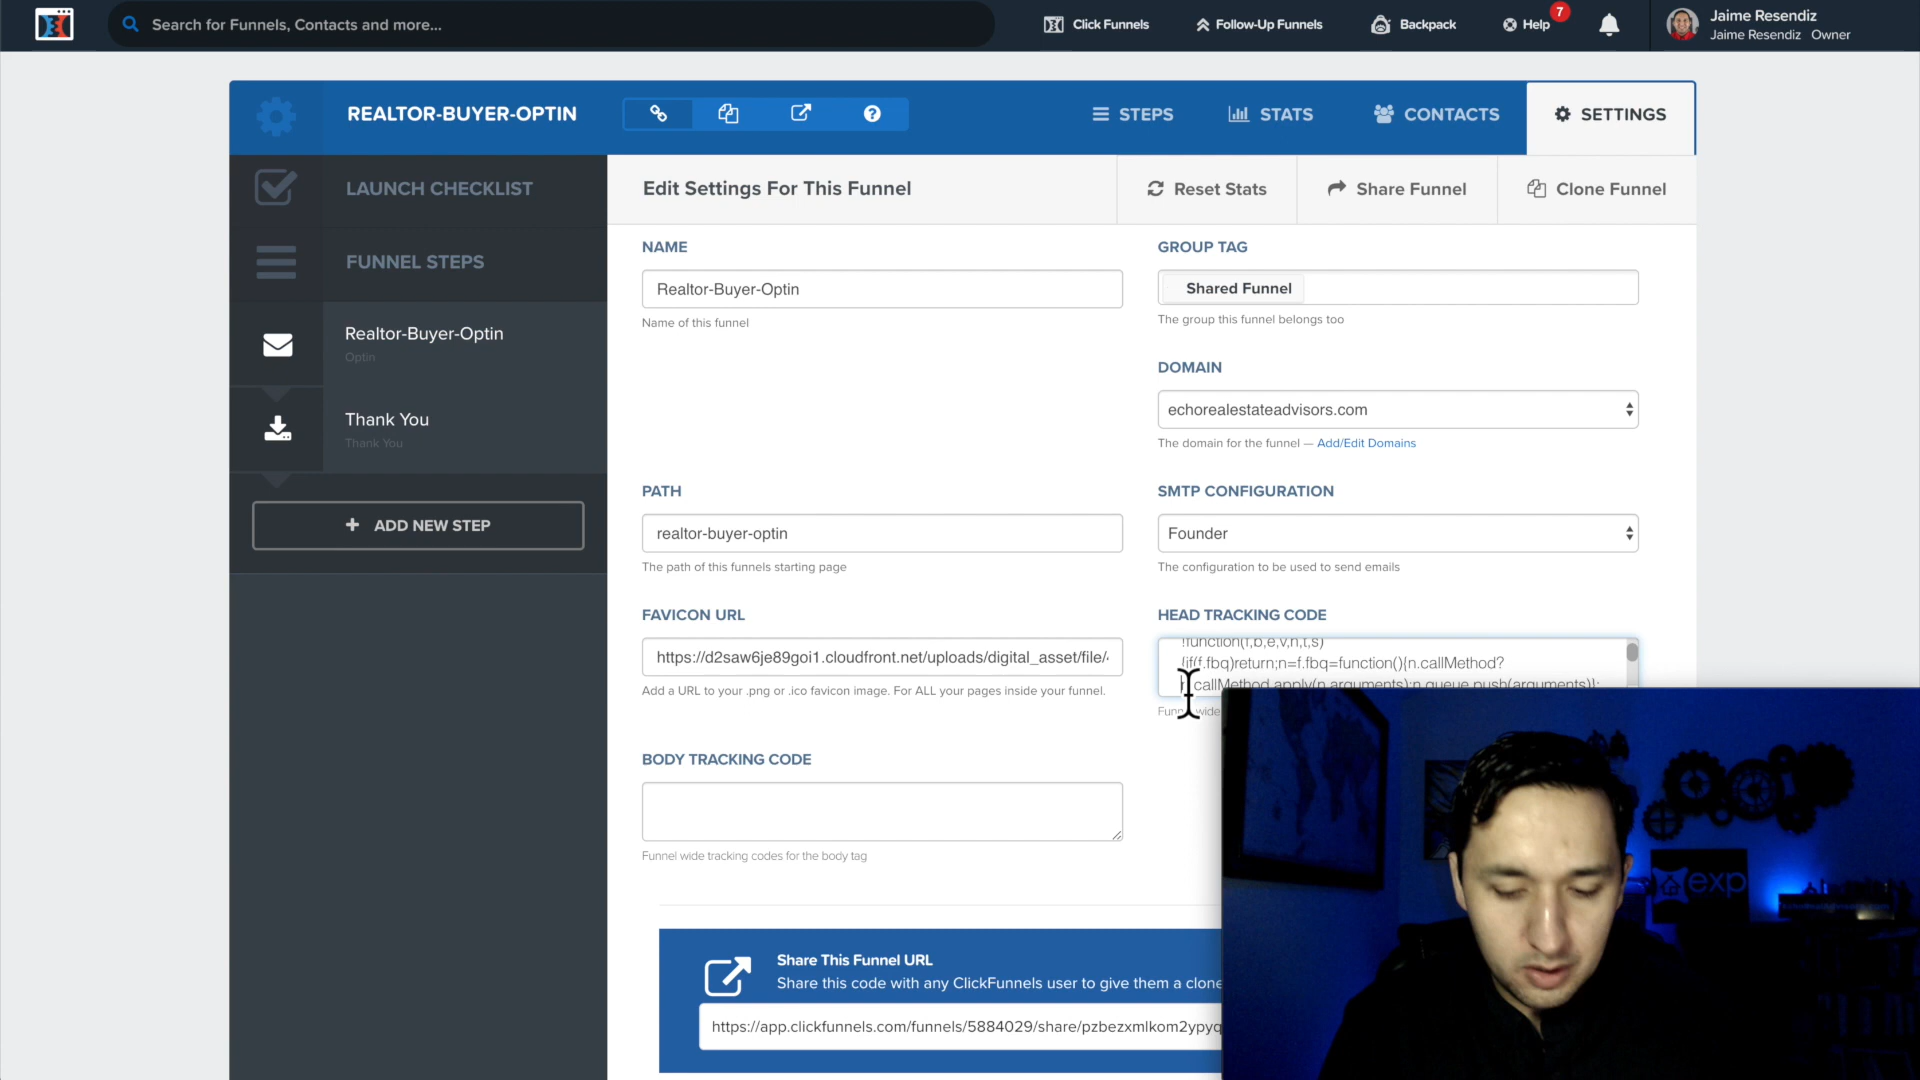 Search for Funnels, Contacts and more...
Click Funnels
Follow-Up Funnels
Backpack
Help
7
Jaime Resendiz
Jaime Resendiz Owner
REALTOR-BUYER-OPTIN
STEPS
STATS
CONTACTS
SETTINGS
LAUNCH CHECKLIST
FUNNEL STEPS
Realtor-Buyer-Optin
Optin
Thank You
Thank You
+ ADD NEW STEP
Edit Settings For This Funnel
Reset Stats
Share Funnel
Clone Funnel
NAME
Realtor-Buyer-Optin
Name of this funnel
GROUP TAG
Shared Funnel
The group this funnel belongs too
DOMAIN
echorealestateadvisors.com
The domain for the funnel — Add/Edit Domains
PATH
realtor-buyer-optin
The path of this funnels starting page
SMTP CONFIGURATION
Founder
The configuration to be used to send emails
FAVICON URL
https://d2saw6je89goi1.cloudfront.net/uploads/digital_asset/file/
Add a URL to your .png or .ico favicon image. For ALL your pages inside your funnel.
HEAD TRACKING CODE
!function(f,b,e,v,n,t,s)
{if(f.fbq)return;n=f.fbq=function(){n.callMethod?
n.callMethod.apply(n,arguments):n.queue.push(arguments)};
wide
BODY TRACKING CODE
Funnel wide tracking codes for the body tag
Share This Funnel URL
Share this code with any ClickFunnels user to give them a clone
https://app.clickfunnels.com/funnels/5884029/share/pzbezxmlkom2ypyq
exp